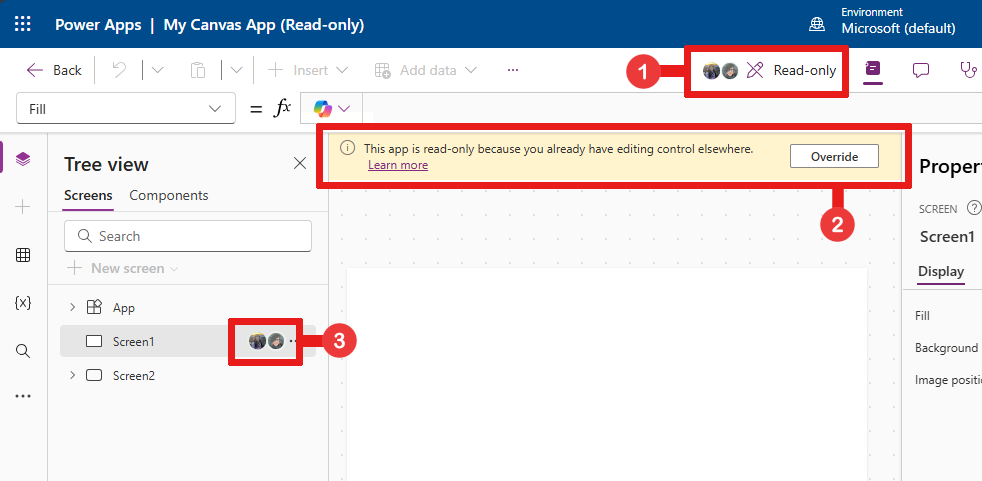 Power Apps | My Canvas App (Read-only)
Environment
Microsoft (default)
Back
Insert
Add data
...
1
Read-only
Fill
= fx
This app is read-only because you already have editing control elsewhere.
Learn more
Override
2
Tree view
Screens
Components
Search
New screen
App
Screen1
3
Screen2
{x}
Proper
SCREEN
Screen1
Display
Fill
Background
Image positio